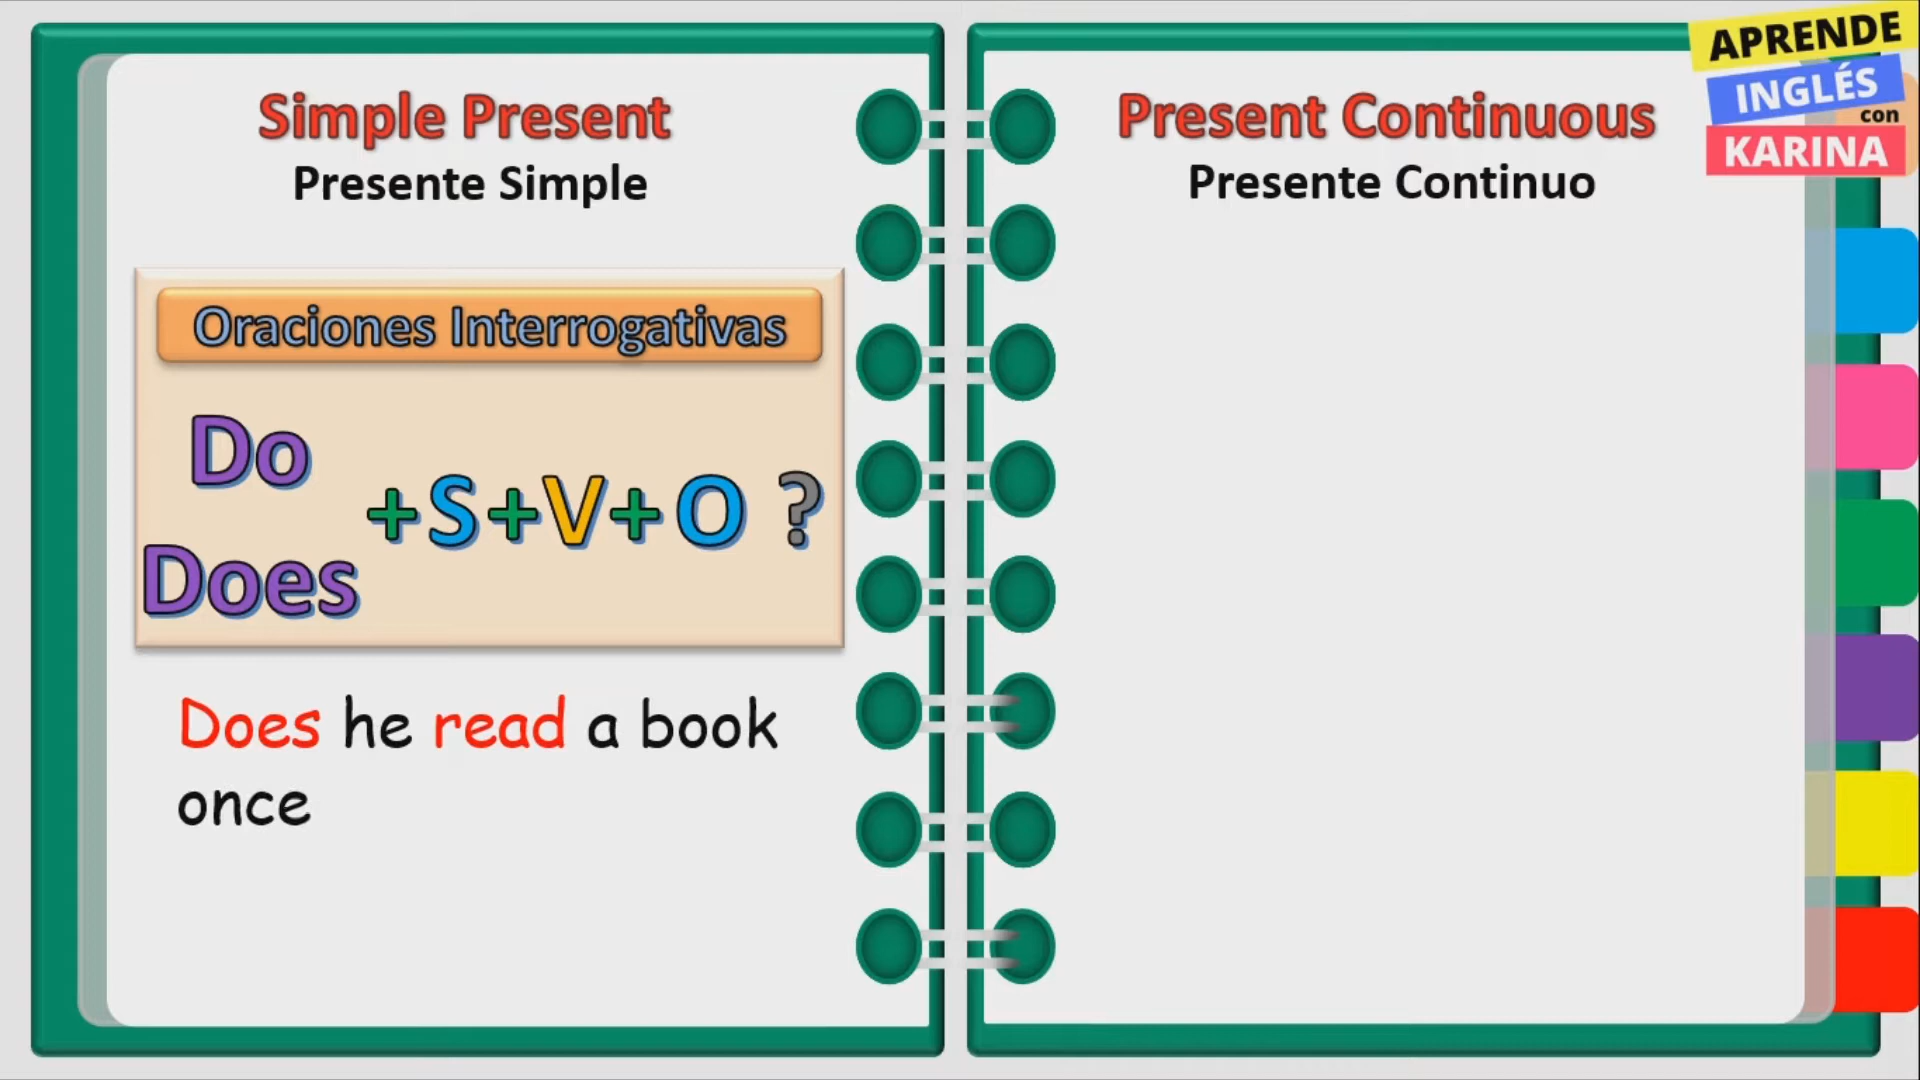 Simple Present
Presente Simple
Oraciones Interrogativas
Do
Does
+S+V+O ?
Does he read a book
once
Present Continuous
Presente Continuo
APRENDE
INGLÉS
con
KARINA